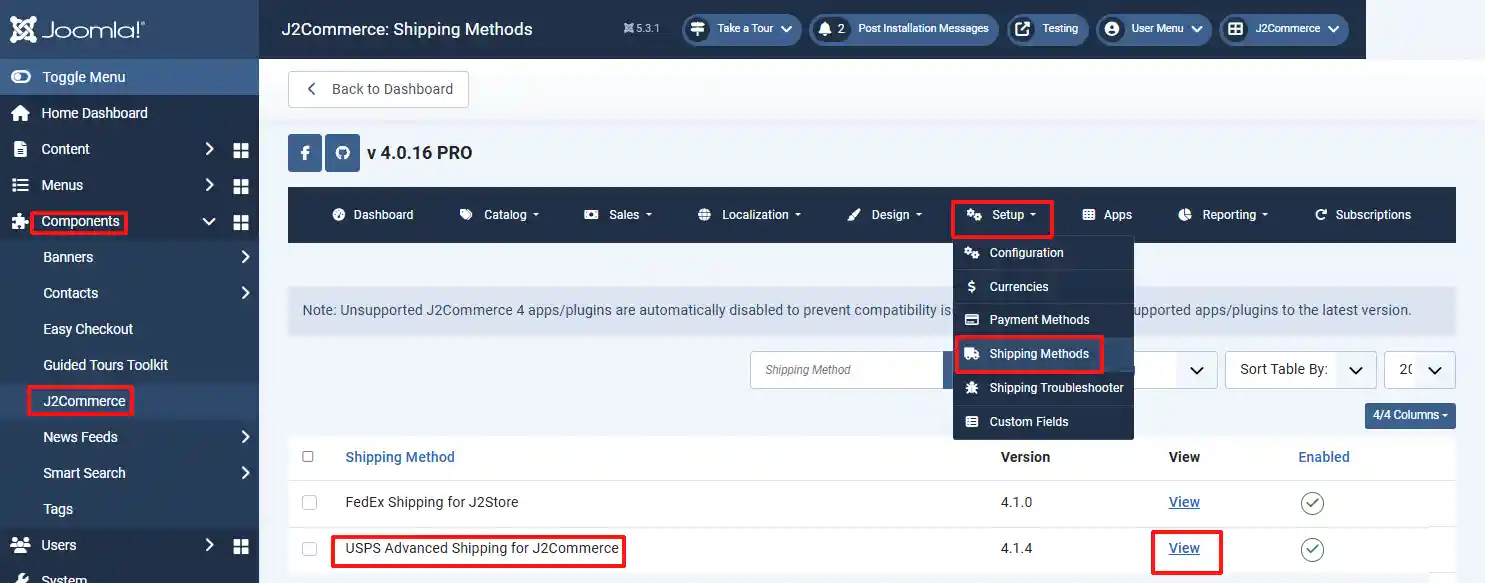 Joomla!
J2Commerce: Shipping Methods
5.3.1
Take a Tour
2 Post Installation Messages
Testing
User Menu
J2Commerce
Toggle Menu
Home Dashboard
Content
Menus
Components
Banners
Contacts
Easy Checkout
Guided Tours Toolkit
J2Commerce
News Feeds
Smart Search
Tags
Users
System
Back to Dashboard
v 4.0.16 PRO
Dashboard
Catalog
Sales
Localization
Design
Setup
Apps
Reporting
Subscriptions
Configuration
Currencies
Payment Methods
Shipping Methods
Shipping Troubleshooter
Custom Fields
Note: Unsupported J2Commerce 4 apps/plugins are automatically disabled to prevent compatibility is upported apps/plugins to the latest version.
Shipping Method
Sort Table By:
4/4 Columns
Shipping Method Version View Enabled
FedEx Shipping for J2Store 4.1.0 View
USPS Advanced Shipping for J2Commerce 4.1.4 View